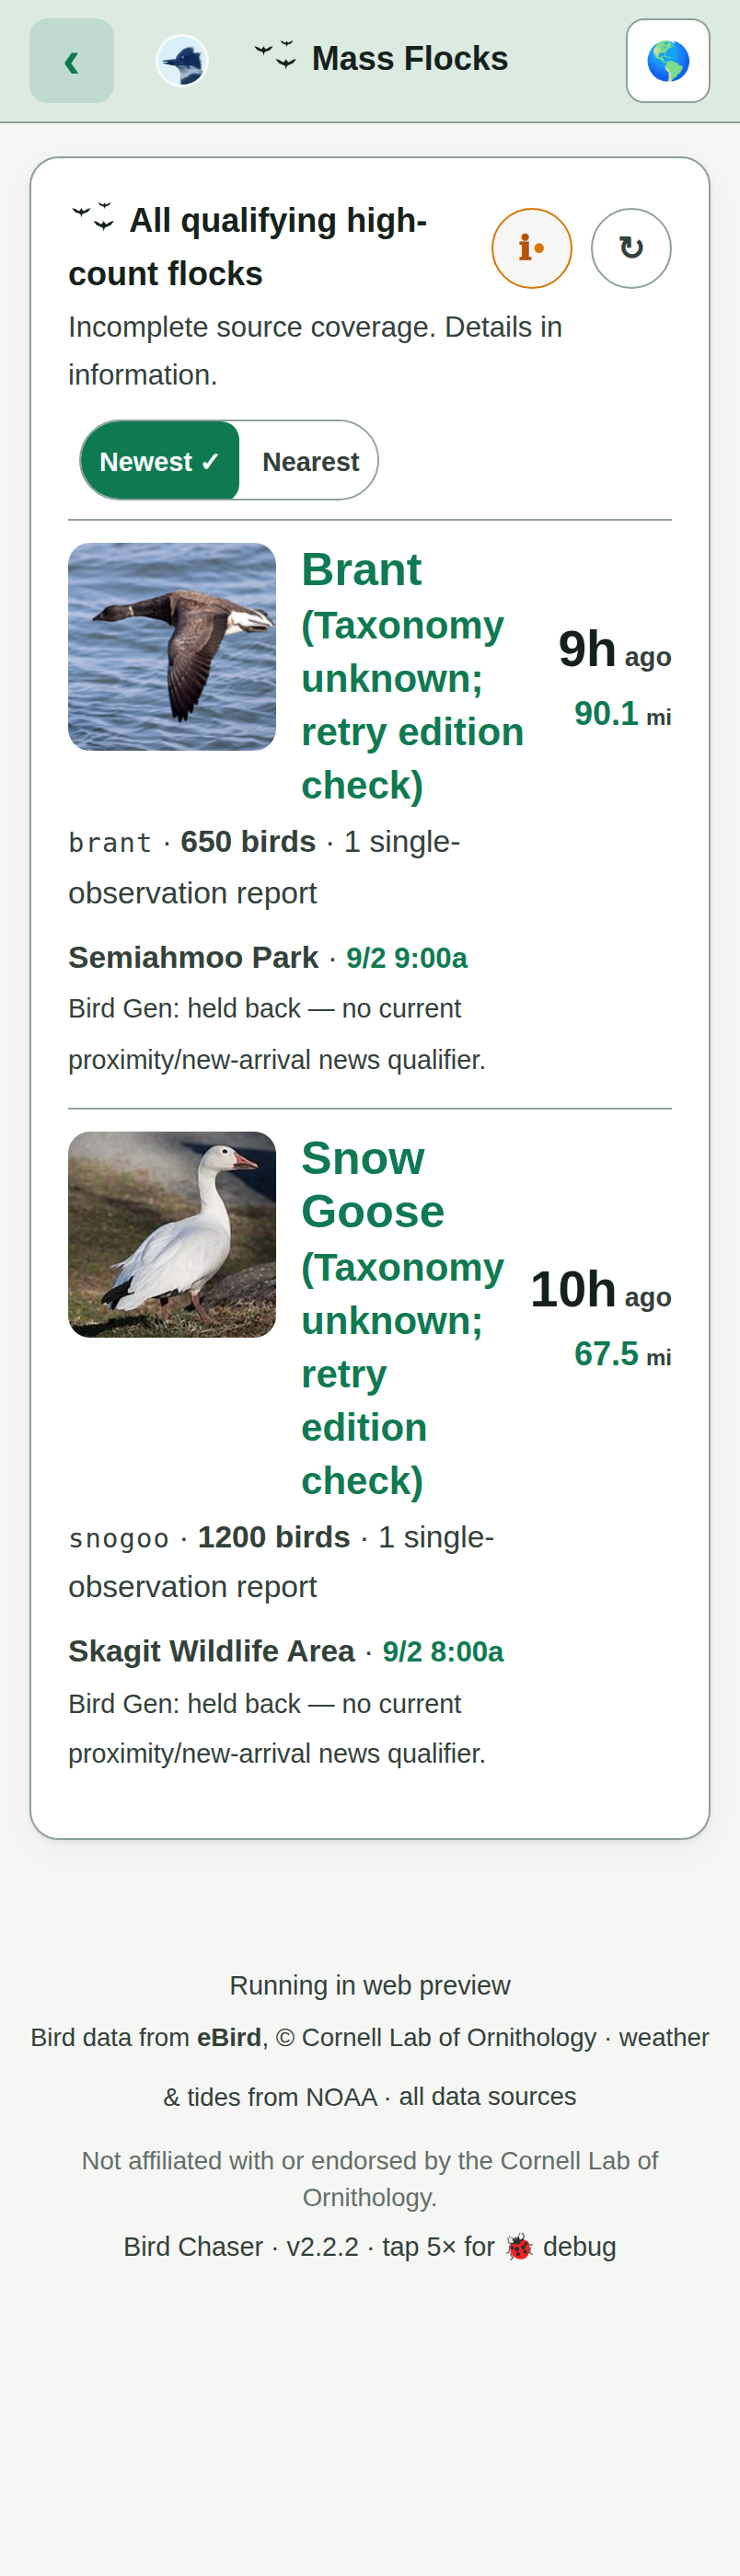 ‹ Mass Flocks
All qualifying high-
count flocks
i• ↻
Incomplete source coverage. Details in
information.
Newest ✓ Nearest
Brant
(Taxonomy
unknown;
retry edition
check)
9h ago
90.1 mi
brant · 650 birds · 1 single-
observation report
Semiahmoo Park · 9/2 9:00a
Bird Gen: held back — no current
proximity/new-arrival news qualifier.
Snow
Goose
(Taxonomy
unknown;
retry
edition
check)
10h ago
67.5 mi
snogoo · 1200 birds · 1 single-
observation report
Skagit Wildlife Area · 9/2 8:00a
Bird Gen: held back — no current
proximity/new-arrival news qualifier.
Running in web preview
Bird data from eBird, © Cornell Lab of Ornithology · weather
& tides from NOAA · all data sources
Not affiliated with or endorsed by the Cornell Lab of
Ornithology.
Bird Chaser · v2.2.2 · tap 5× for 🐞 debug